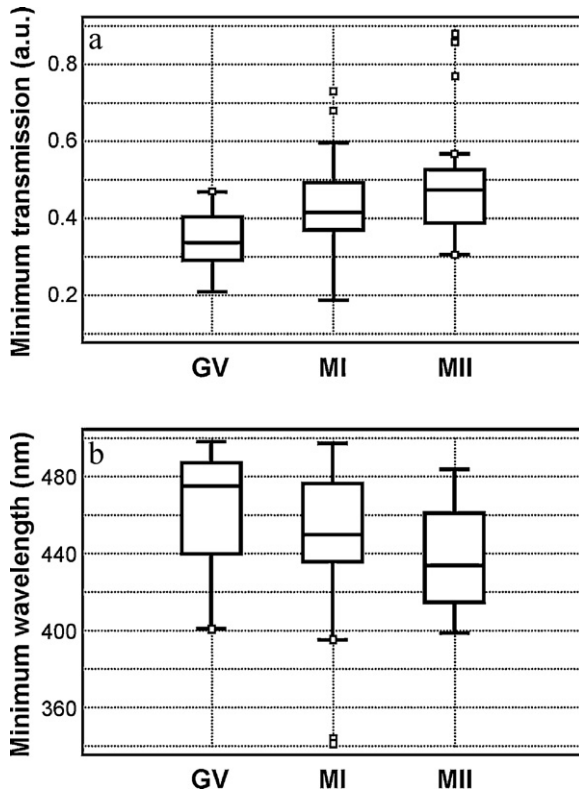 a
Minimum transmission (a.u.)
0.8
0.6
0.4
0.2
GV MI MII
b
Minimum wavelength (nm)
480
440
400
360
GV MI MII